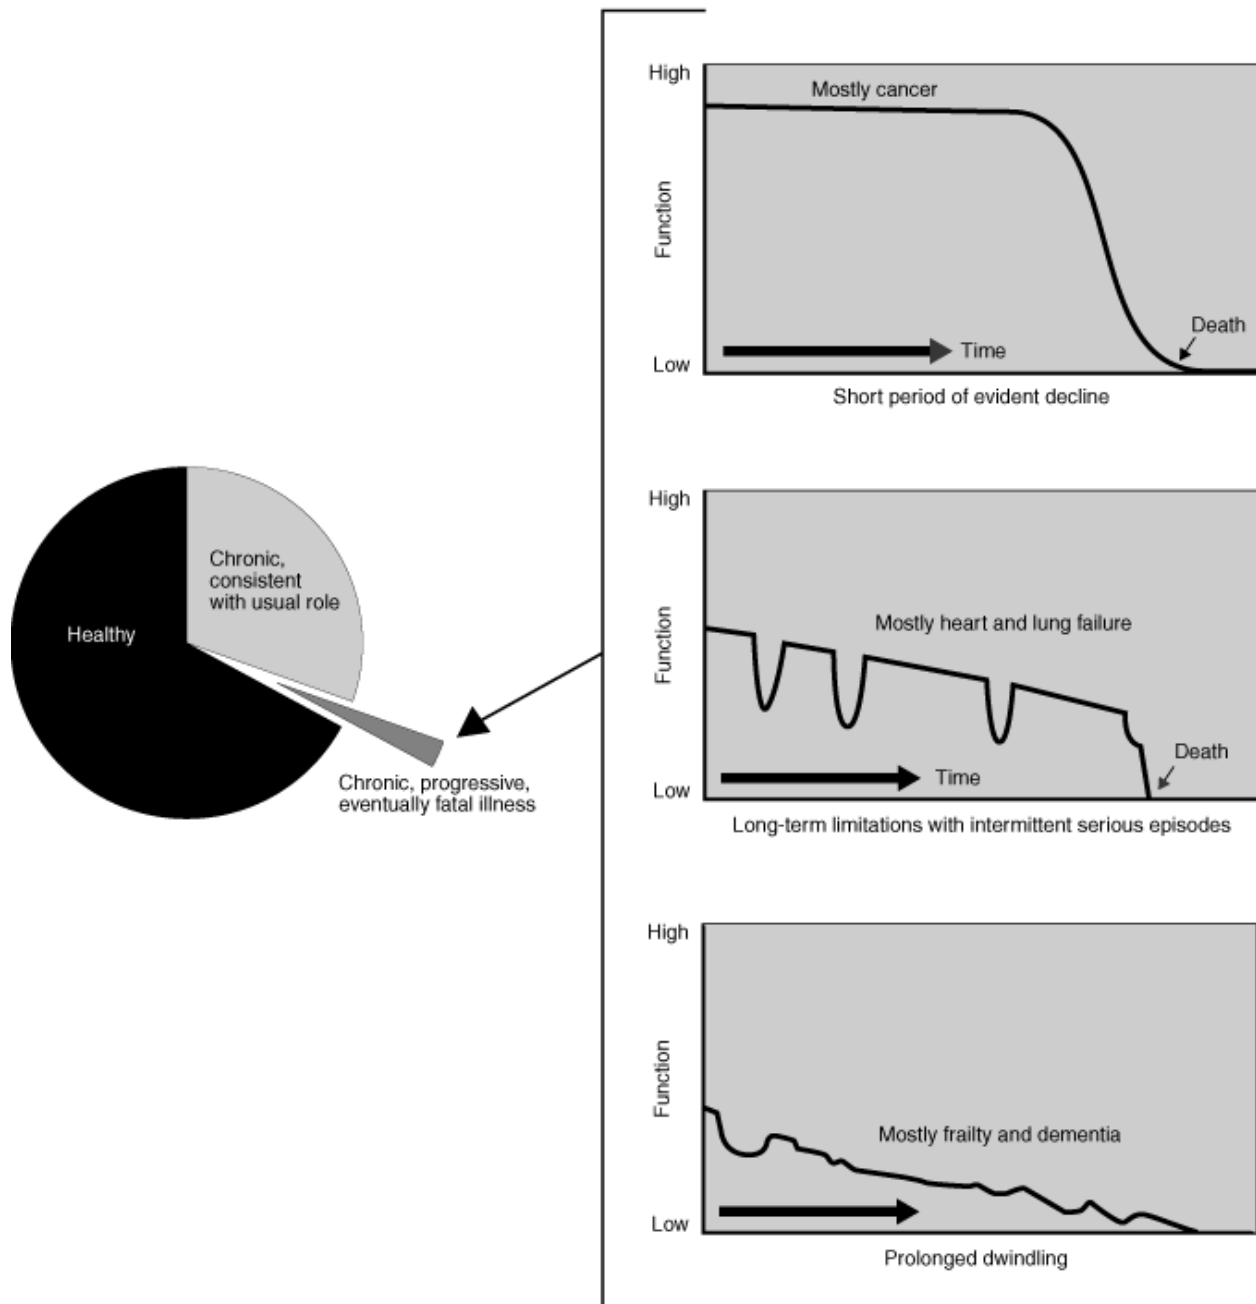 Healthy
Chronic,
consistent
with usual role
Chronic, progressive,
eventually fatal illness
High
Mostly cancer
Function
Death
Time
Low
Short period of evident decline
High
Mostly heart and lung failure
Function
Death
Time
Low
Long-term limitations with intermittent serious episodes
High
Mostly frailty and dementia
Function
Low
Prolonged dwindling